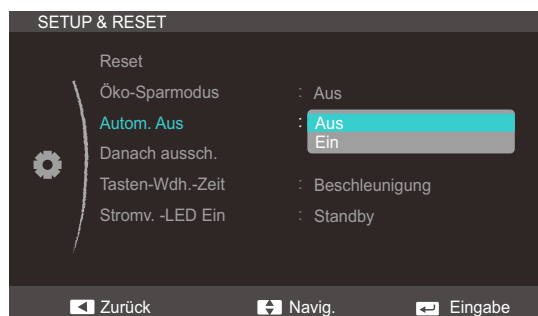 SETUP & RESET
Reset
Öko-Sparmodus : Aus
Autom. Aus : Aus
Ein
Danach aussch.
Tasten-Wdh.-Zeit : Beschleunigung
Stromv. -LED Ein : Standby
Zurück Navig. Eingabe